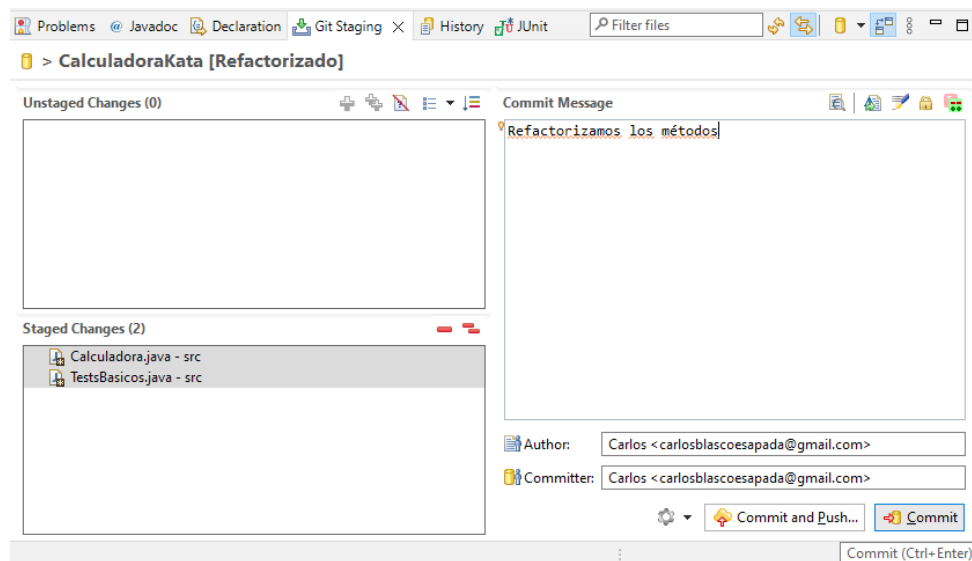 Problems @ Javadoc Declaration Git Staging History JUnit Filter files
> CalculadoraKata [Refactorizado]
Unstaged Changes (0)
Commit Message
Refactorizamos los métodos
Staged Changes (2)
Calculadora.java - src
TestsBasicos.java - src
Author: Carlos <carlosblascoesapada@gmail.com>
Committer: Carlos <carlosblascoesapada@gmail.com>
Commit and Push... Commit
Commit (Ctrl+Enter)